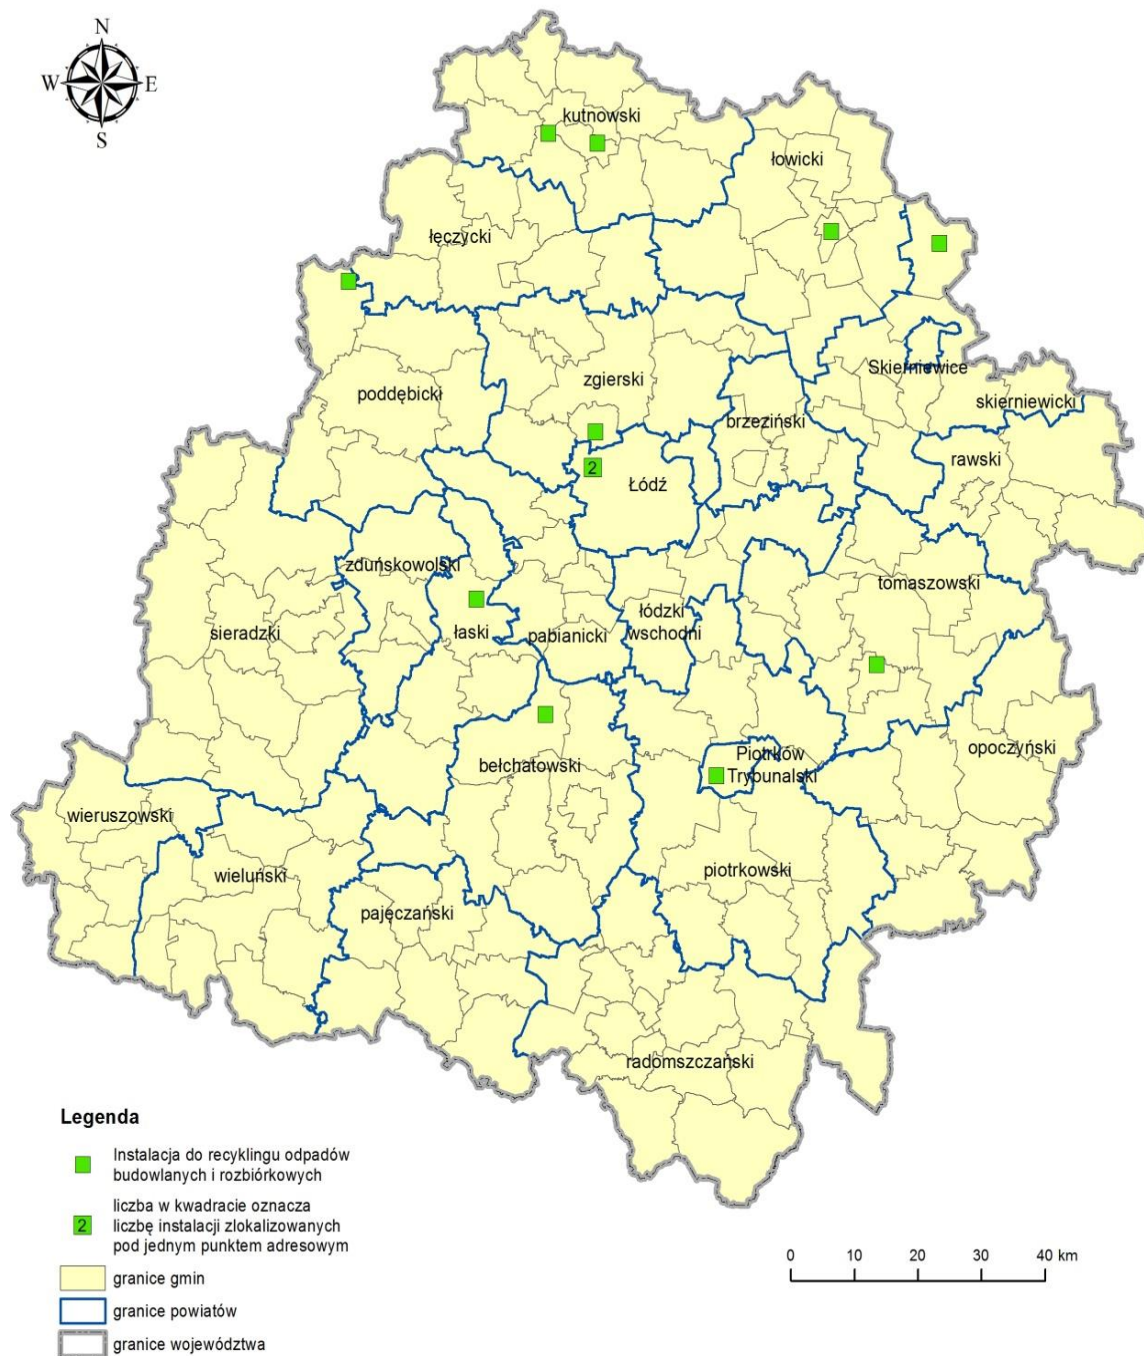 N
W E
S
kutnowski
łowicki
łęczycki
Skierniewice
zgierski
poddębicki
skierniewicki
brzeziński
rawski
2
Łódź
zduńskowolski
tomaszowski
łódzki
wschodni
sieradzki
łaski
pabianicki
opoczyński
Piotrków
Trybunalski
bełchatowski
wieruszowski
piotrkowski
wieluński
pajęczański
radomszczański
Legenda
Instalacja do recyklingu odpadów
budowlanych i rozbiórkowych
liczba w kwadracie oznacza
2 liczbę instalacji zlokalizowanych
pod jednym punktem adresowym
0 10 20 30 40 km
granice gmin
granice powiatów
granice województwa